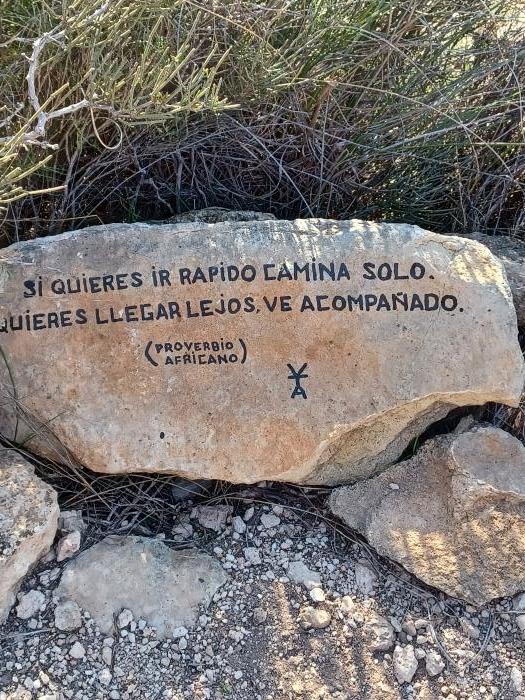 SI QUIERES IR RAPIDO CAMINA SOLO.
QUIERES LLEGAR LEJOS, VE ACOMPAÑADO.
(PROVERBIO
AFRICANO)